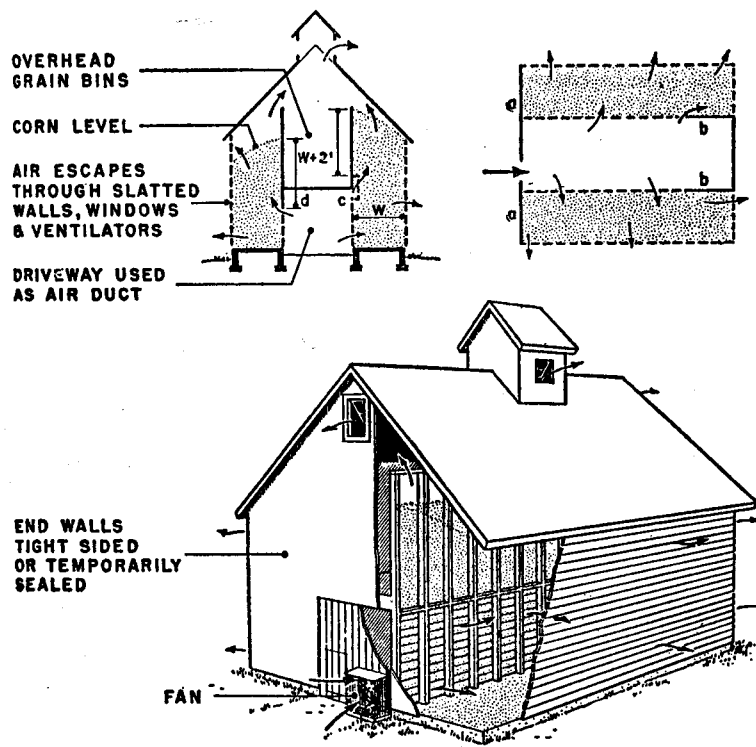 OVERHEAD
GRAIN BINS
CORN LEVEL
AIR ESCAPES
THROUGH SLATTED
WALLS, WINDOWS
& VENTILATORS
DRIVEWAY USED
AS AIR DUCT
W+2'
d
c
W
a
b
b
a
END WALLS
TIGHT SIDED
OR TEMPORARILY
SEALED
FAN